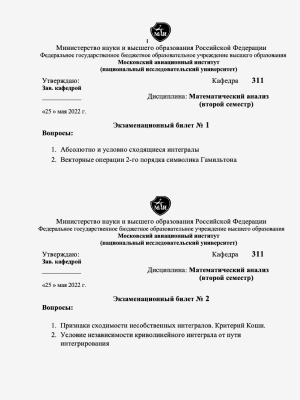 МАИ
1
Министерство науки и высшего образования Российской Федерации
Федеральное государственное бюджетное образовательное учреждение высшего образования
Московский авиационный институт
(национальный исследовательский университет)
Утверждаю: Кафедра 311
Зав. кафедрой
Дисциплина: Математический анализ
(второй семестр)
«25 » мая 2022 г.
Экзаменационный билет № 1
Вопросы:
1. Абсолютно и условно сходящиеся интегралы
2. Векторные операции 2-го порядка символика Гамильтона
МАИ
Министерство науки и высшего образования Российской Федерации
Федеральное государственное бюджетное образовательное учреждение высшего образования
Московский авиационный институт
(национальный исследовательский университет)
Утверждаю: Кафедра 311
Зав. кафедрой
Дисциплина: Математический анализ
(второй семестр)
«25 » мая 2022 г.
Экзаменационный билет № 2
Вопросы:
1. Признаки сходимости несобственных интегралов. Критерий Коши.
2. Условие независимости криволинейного интеграла от пути
интегрирования